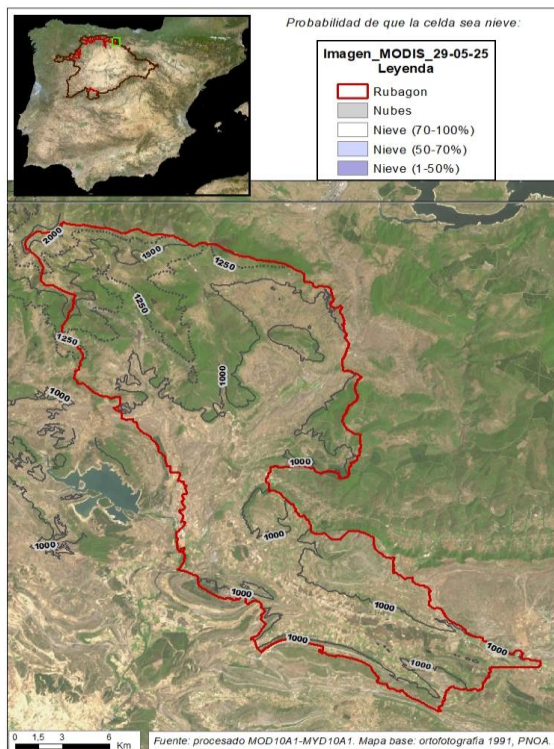 Probabilidad de que la celda sea nieve:
Imagen_MODIS_29-05-25
Leyenda
Rubagon
Nubes
Nieve (70-100%)
Nieve (50-70%)
Nieve (1-50%)
2000
1500
1250
1250
1250
1000
1000
1000
1000
1000
1000
1000
1000
1000
1000
0 1,5 3 6
Km
Fuente: procesado MOD10A1-MYD10A1. Mapa base: ortofotografía 1991, PNOA